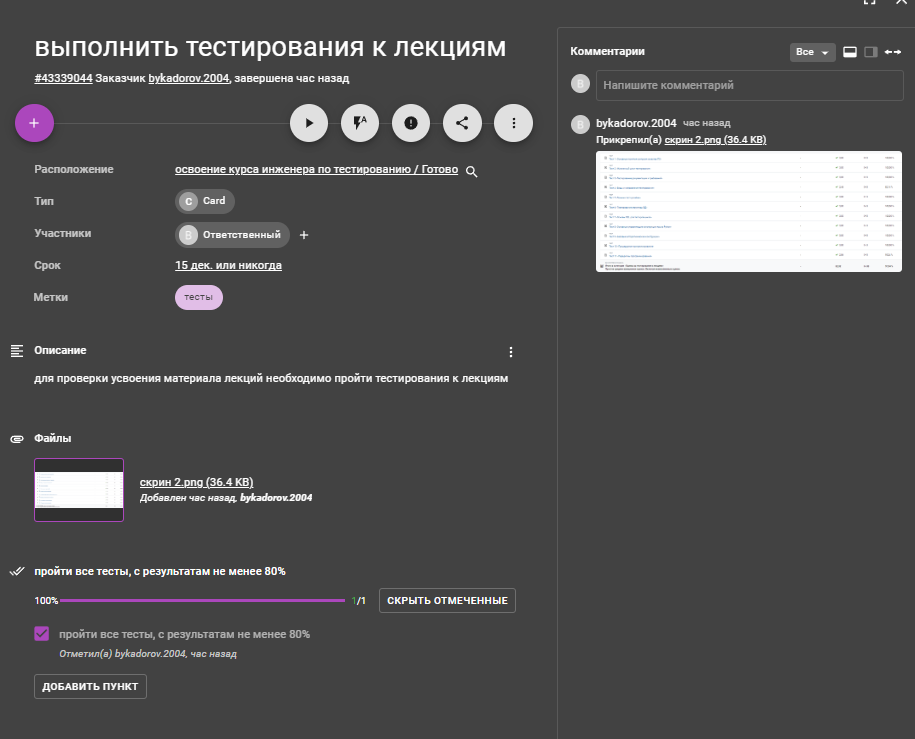 выполнить тестирования к лекциям
#43339044 Заказчик bykadorov.2004, завершена час назад
Расположение
освоение курса инженера по тестированию / Готово
Тип
C Card
Участники
B Ответственный +
Срок
15 дек. или никогда
Метки
тесты
Описание
для проверки усвоения материала лекций необходимо пройти тестирования к лекциям
Файлы
скрин 2.png (36.4 KB)
Добавлен час назад, bykadorov.2004
пройти все тесты, с результатам не менее 80%
100% 1/1 СКРЫТЬ ОТМЕЧЕННЫЕ
пройти все тесты, с результатам не менее 80%
Отметил(а) bykadorov.2004, час назад
ДОБАВИТЬ ПУНКТ
Комментарии
Все
B Напишите комментарий
B bykadorov.2004 час назад
Прикрепил(а) скрин 2.png (36.4 KB)